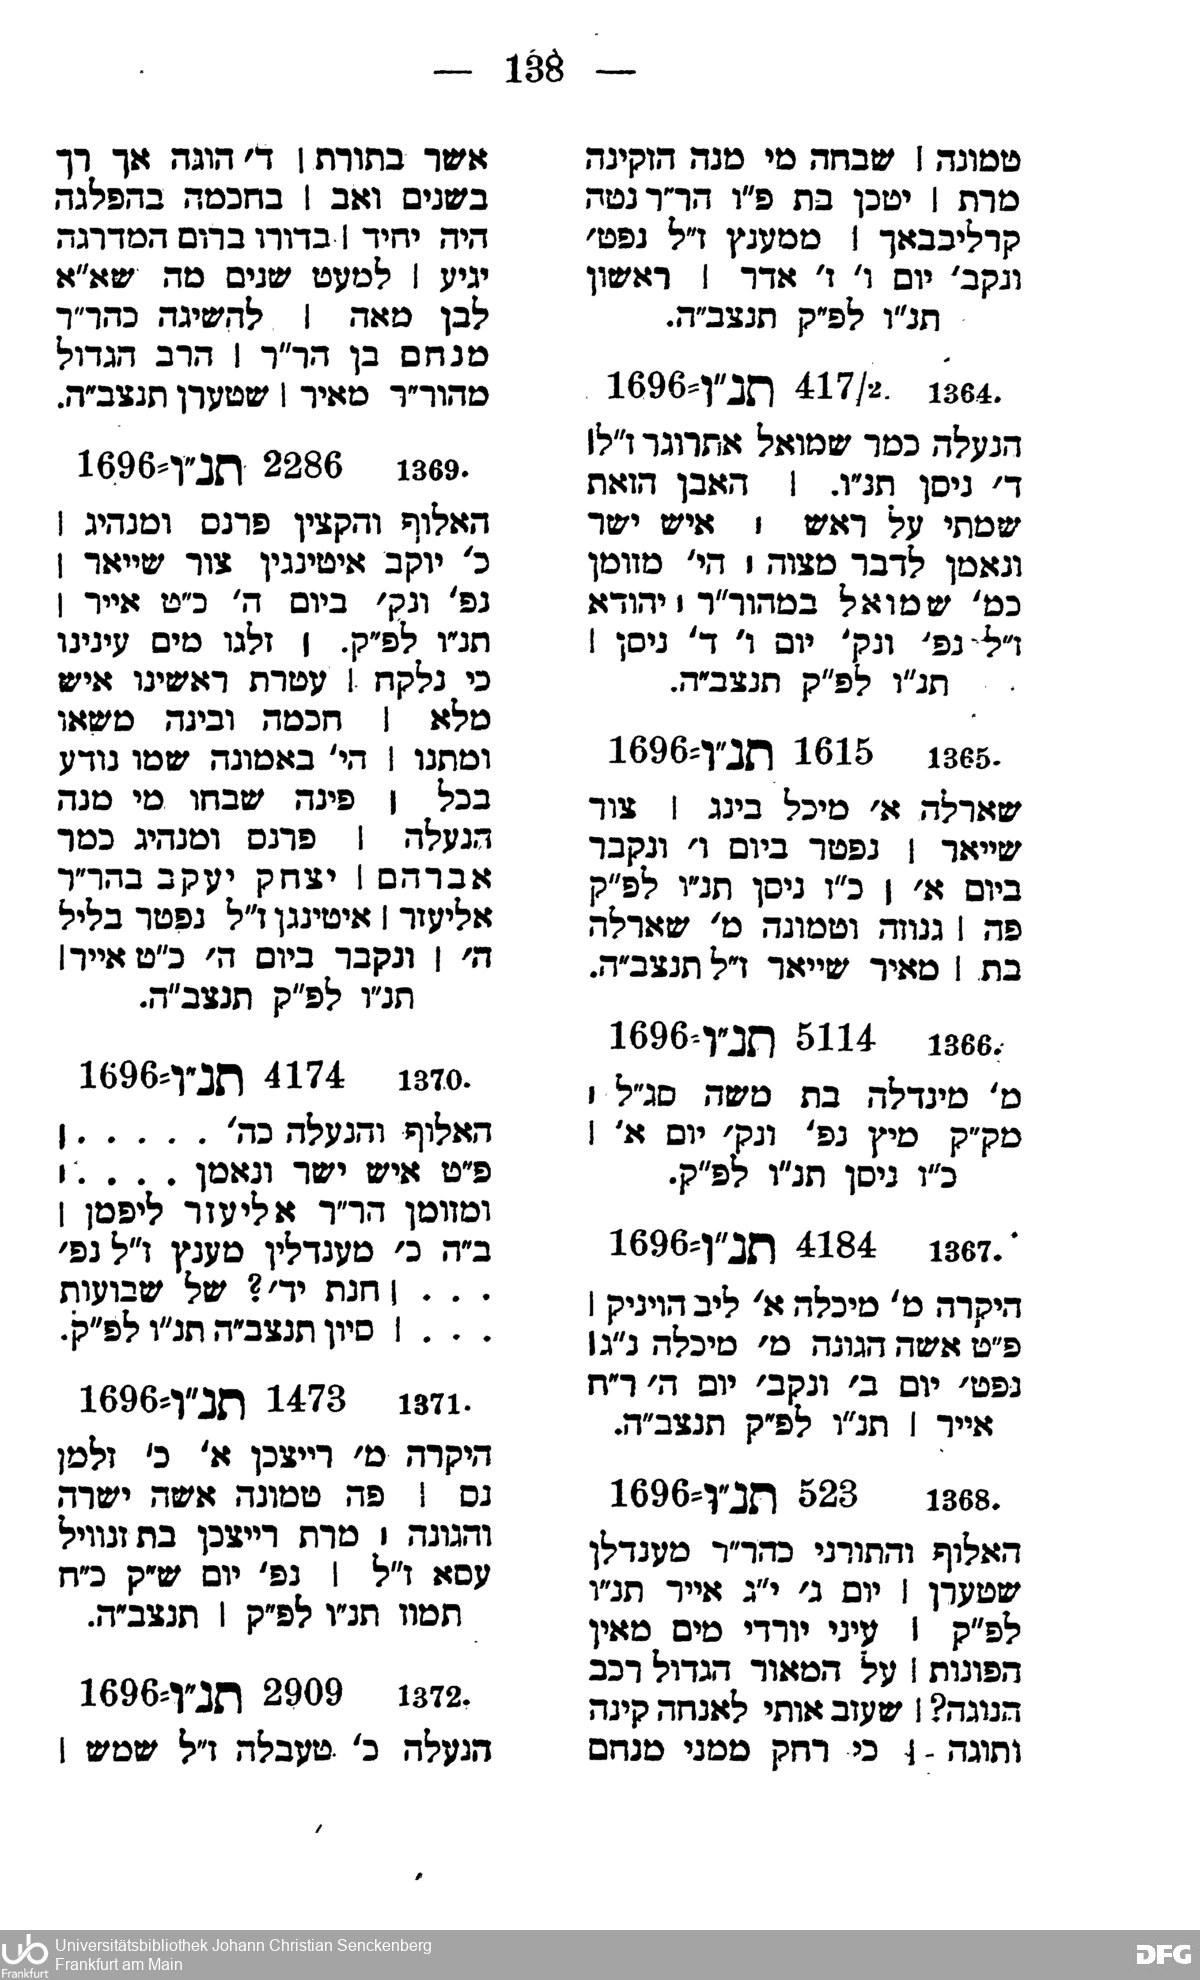 — 138 —
טמונה | שבחה מי מנה הזקינה
מרת | יטכן בת פ״ו הר״ר נטה
קרליבבאך | ממענץ ז״ל נפט׳
ונקב׳ יום ו׳ ז׳ אדר | ראשון
תנ״ו לפ״ק תנצב״ה.
1364. 417/2. תנ״ו=1696
הנעלה כמר שמואל אתרוגר ז״ל|
ד׳ ניסן תנ״ו. | האבן הזאת
שמתי על ראש | איש ישר
ונאמן לדבר מצוה | הי׳ מזומן
כמ׳ שמואל במהור״ר | יהודא
ז״ל נפ׳ ונק׳ יום ו׳ ד׳ ניסן |
תנ״ו לפ״ק תנצב״ה.
1365. 1615 תנ״ו=1696
שארלה א׳ מיכל בינג | צור
שייאר | נפטר ביום ו׳ ונקבר
ביום א׳ | כ״ז ניסן תנ״ו לפ״ק
פה | גנוזה וטמונה מ׳ שארלה
בת | מאיר שייאר ז״ל תנצב״ה.
1366. 5114 תנ״ו=1696
מ׳ מינדלה בת משה סג״ל |
מק״ק מיץ נפ׳ ונק׳ יום א׳ |
כ״ז ניסן תנ״ו לפ״ק.
1367. 4184 תנ״ו=1696
היקרה מ׳ מיכלה א׳ ליב הויניק |
פ״ט אשה הגונה מ׳ מיכלה נ״ג|
נפט׳ יום ב׳ ונקב׳ יום ה׳ ר״ח
אייר | תנ״ו לפ״ק תנצב״ה.
1368. 523 תנ״ו=1696
האלוף והתורני כהר״ר מענדלן
שטערן | יום ג׳ י״ג אייר תנ״ו
לפ״ק | עיני יורדי מים מאין
הפונות | על המאור הגדול רכב
הנוגה? | שעזב אותי לאנחה קינה
ותוגה - | כי רחק ממני מנחם
אשר בתורת | ד׳ הוגה אך רך
בשנים ואב | בחכמה בהפלגה
היה יחיד | בדורו ברום המדרגה
יגיע | למעט שנים מה שא״א
לבן מאה | להשיגה כהר״ר
מנחם בן הר״ר | הרב הגדול
מהור״ר מאיר | שטערן תנצב״ה.
1369. 2286 תנ״ו=1696
האלוף והקצין פרנס ומנהיג |
כ׳ יוקב איטינגין צור שייאר |
נפ׳ ונק׳ ביום ה׳ כ״ט אייר |
תנ״ו לפ״ק. | זלגו מים עינינו
כי נלקח | עטרת ראשינו איש
מלא | חכמה ובינה משאו
ומתנו | הי׳ באמונה שמו נודע
בכל | פינה שבחו מי מנה
הנעלה | פרנס ומנהיג כמר
אברהם | יצחק יעקב בהר״ר
אליעזר | איטינגן ז״ל נפטר בליל
ה׳ | ונקבר ביום ה׳ כ״ט אייר|
תנ״ו לפ״ק תנצב״ה.
1370. 4174 תנ״ו=1696
האלוף והנעלה כה׳ . . . . . |
פ״ט איש ישר ונאמן . . . . |
ומזומן הר״ר אליעזר ליפמן |
ב״ה כ׳ מענדלין מענץ ז״ל נפ׳
. . . | חנת יד׳? של שבועות
. . . | סיון תנצב״ה תנ״ו לפ״ק.
1371. 1473 תנ״ו=1696
היקרה מ׳ רייצכן א׳ כ׳ זלמן
נם | פה טמונה אשה ישרה
והגונה | מרת רייצכן בת זנוויל
עסא ז״ל | נפ׳ יום ש״ק כ״ח
תמוז תנ״ו לפ״ק | תנצב״ה.
1372. 2909 תנ״ו=1696
הנעלה כ׳ טעבלה ז״ל שמש |
Universitätsbibliothek Johann Christian Senckenberg
Frankfurt am Main
ub
Frankfurt
DFG